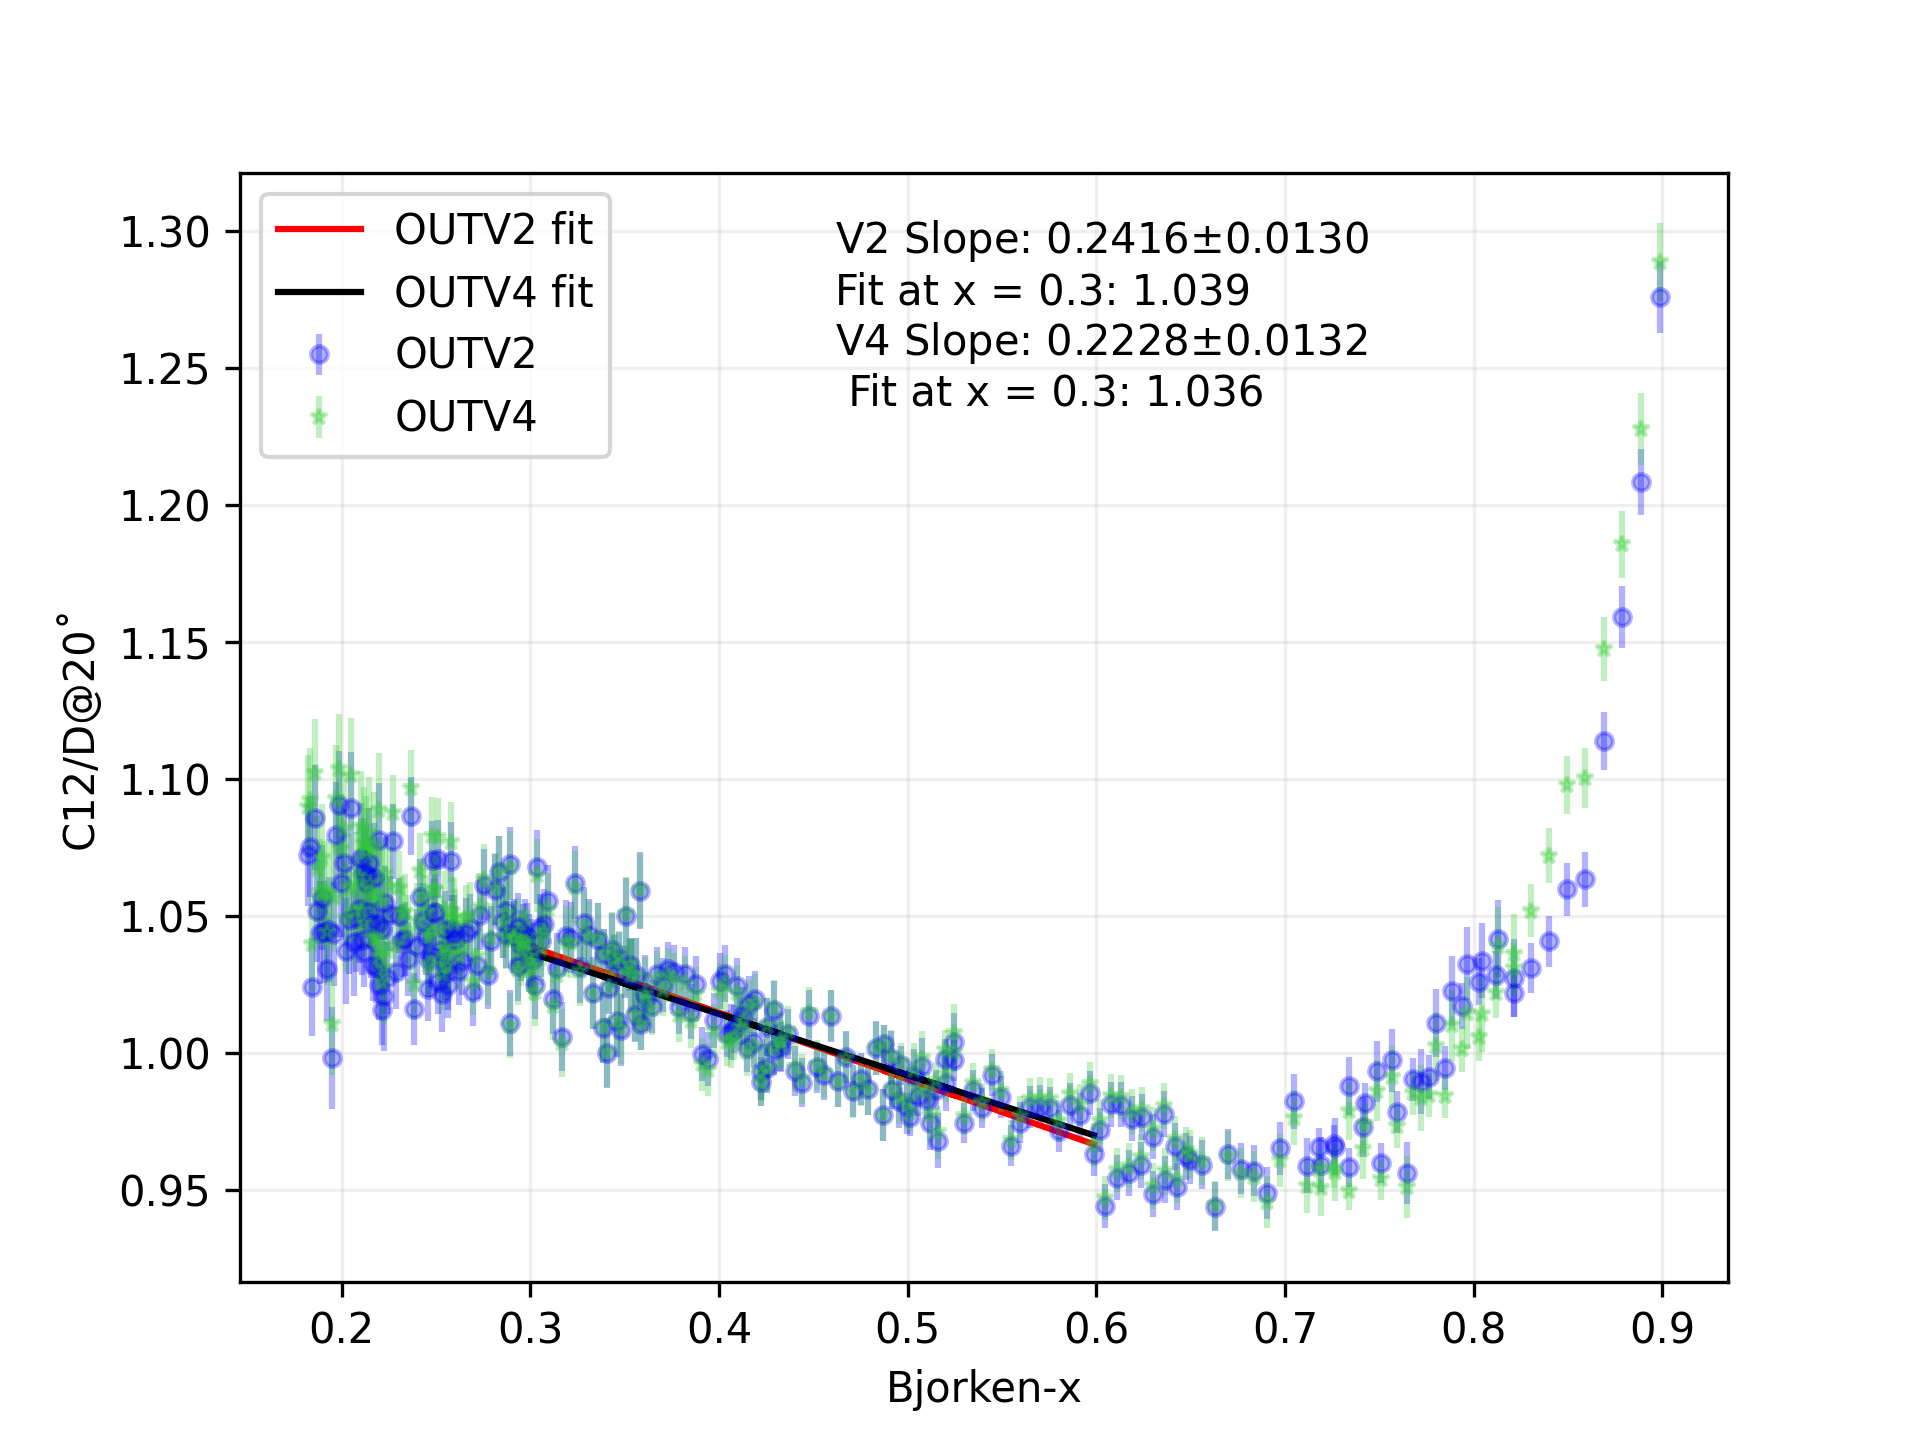 OUTV2 fit
OUTV4 fit
OUTV2
OUTV4
V2 Slope: 0.2416±0.0130
Fit at x = 0.3: 1.039
V4 Slope: 0.2228±0.0132
Fit at x = 0.3: 1.036
1.30
1.25
1.20
1.15
1.10
1.05
1.00
0.95
C12/D@20°
0.2 0.3 0.4 0.5 0.6 0.7 0.8 0.9
Bjorken-x